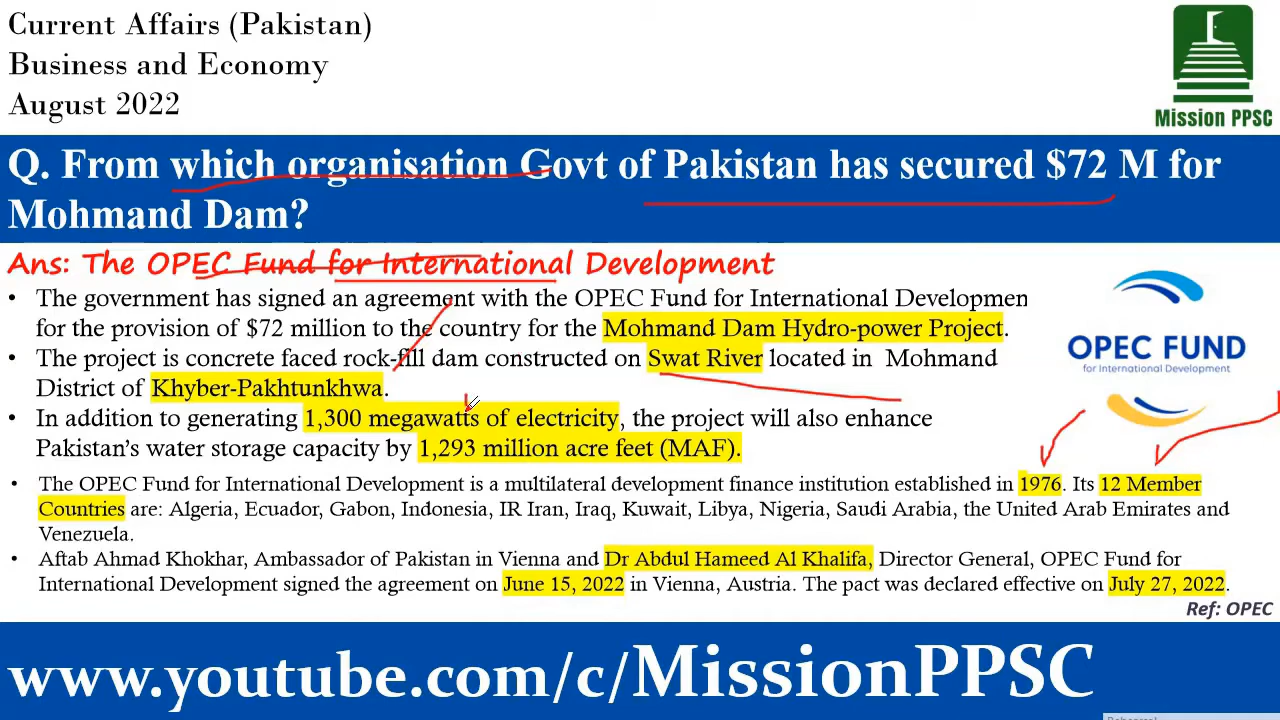 Current Affairs (Pakistan)
Business and Economy
August 2022
Mission PPSC
Q. From which organisation Govt of Pakistan has secured $72 M for
Mohmand Dam?
Ans: The OPEC Fund for International Development
• The government has signed an agreement with the OPEC Fund for International Developmen
for the provision of $72 million to the country for the Mohmand Dam Hydro-power Project.
• The project is concrete faced rock-fill dam constructed on Swat River located in Mohmand
District of Khyber-Pakhtunkhwa.
• In addition to generating 1,300 megawatts of electricity, the project will also enhance
Pakistan's water storage capacity by 1,293 million acre feet (MAF).
OPEC FUND
for International Development
• The OPEC Fund for International Development is a multilateral development finance institution established in 1976. Its 12 Member
Countries are: Algeria, Ecuador, Gabon, Indonesia, IR Iran, Iraq, Kuwait, Libya, Nigeria, Saudi Arabia, the United Arab Emirates and
Venezuela.
• Aftab Ahmad Khokhar, Ambassador of Pakistan in Vienna and Dr Abdul Hameed Al Khalifa, Director General, OPEC Fund for
International Development signed the agreement on June 15, 2022 in Vienna, Austria. The pact was declared effective on July 27, 2022.
Ref: OPEC
www.youtube.com/c/MissionPPSC